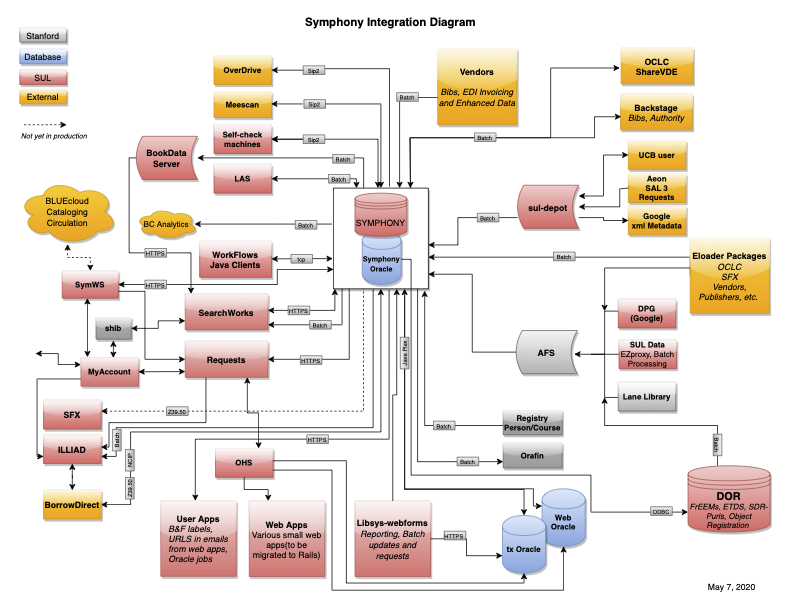 Symphony Integration Diagram
Stanford
Database
SUL
External
Not yet in production
OverDrive
Sip2
Meescan
Sip2
Self-check
machines
Sip2
BookData
Server
Batch
LAS
Batch
Vendors
Bibs, EDI Invoicing
and Enhanced Data
Batch
OCLC
ShareVDE
Backstage
Bibs, Authority
Batch
UCB user
Aeon
SAL 3
Requests
Google
xml Metadata
sul-depot
Batch
BLUEcloud
Cataloging
Circulation
BC Analytics
Batch
SYMPHONY
Symphony
Oracle
WorkFlows
Java Clients
tcp
HTTPS
SymWS
HTTPS
SearchWorks
HTTPS
Batch
shib
Requests
HTTPS
MyAccount
Batch
Eloader Packages
OCLC
SFX
Vendors,
Publishers, etc.
DPG
(Google)
SUL Data
EZproxy, Batch
Processing
Lane Library
AFS
SFX
Z39.50
ILLIAD
Batch
NCIP
Z39.50
BorrowDirect
HTTPS
OHS
User Apps
B&F labels,
URLS in emails
from web apps,
Oracle jobs
Web Apps
Various small web
apps(to be
migrated to Rails)
Libsys-webforms
Reporting, Batch
updates and
requests
HTTPS
tx Oracle
Web
Oracle
Registry
Person/Course
Batch
Orafin
Batch
Batch
DDBC
DOR
FrEEMs, ETDS, SDR-
Purls, Object
Registration
May 7, 2020